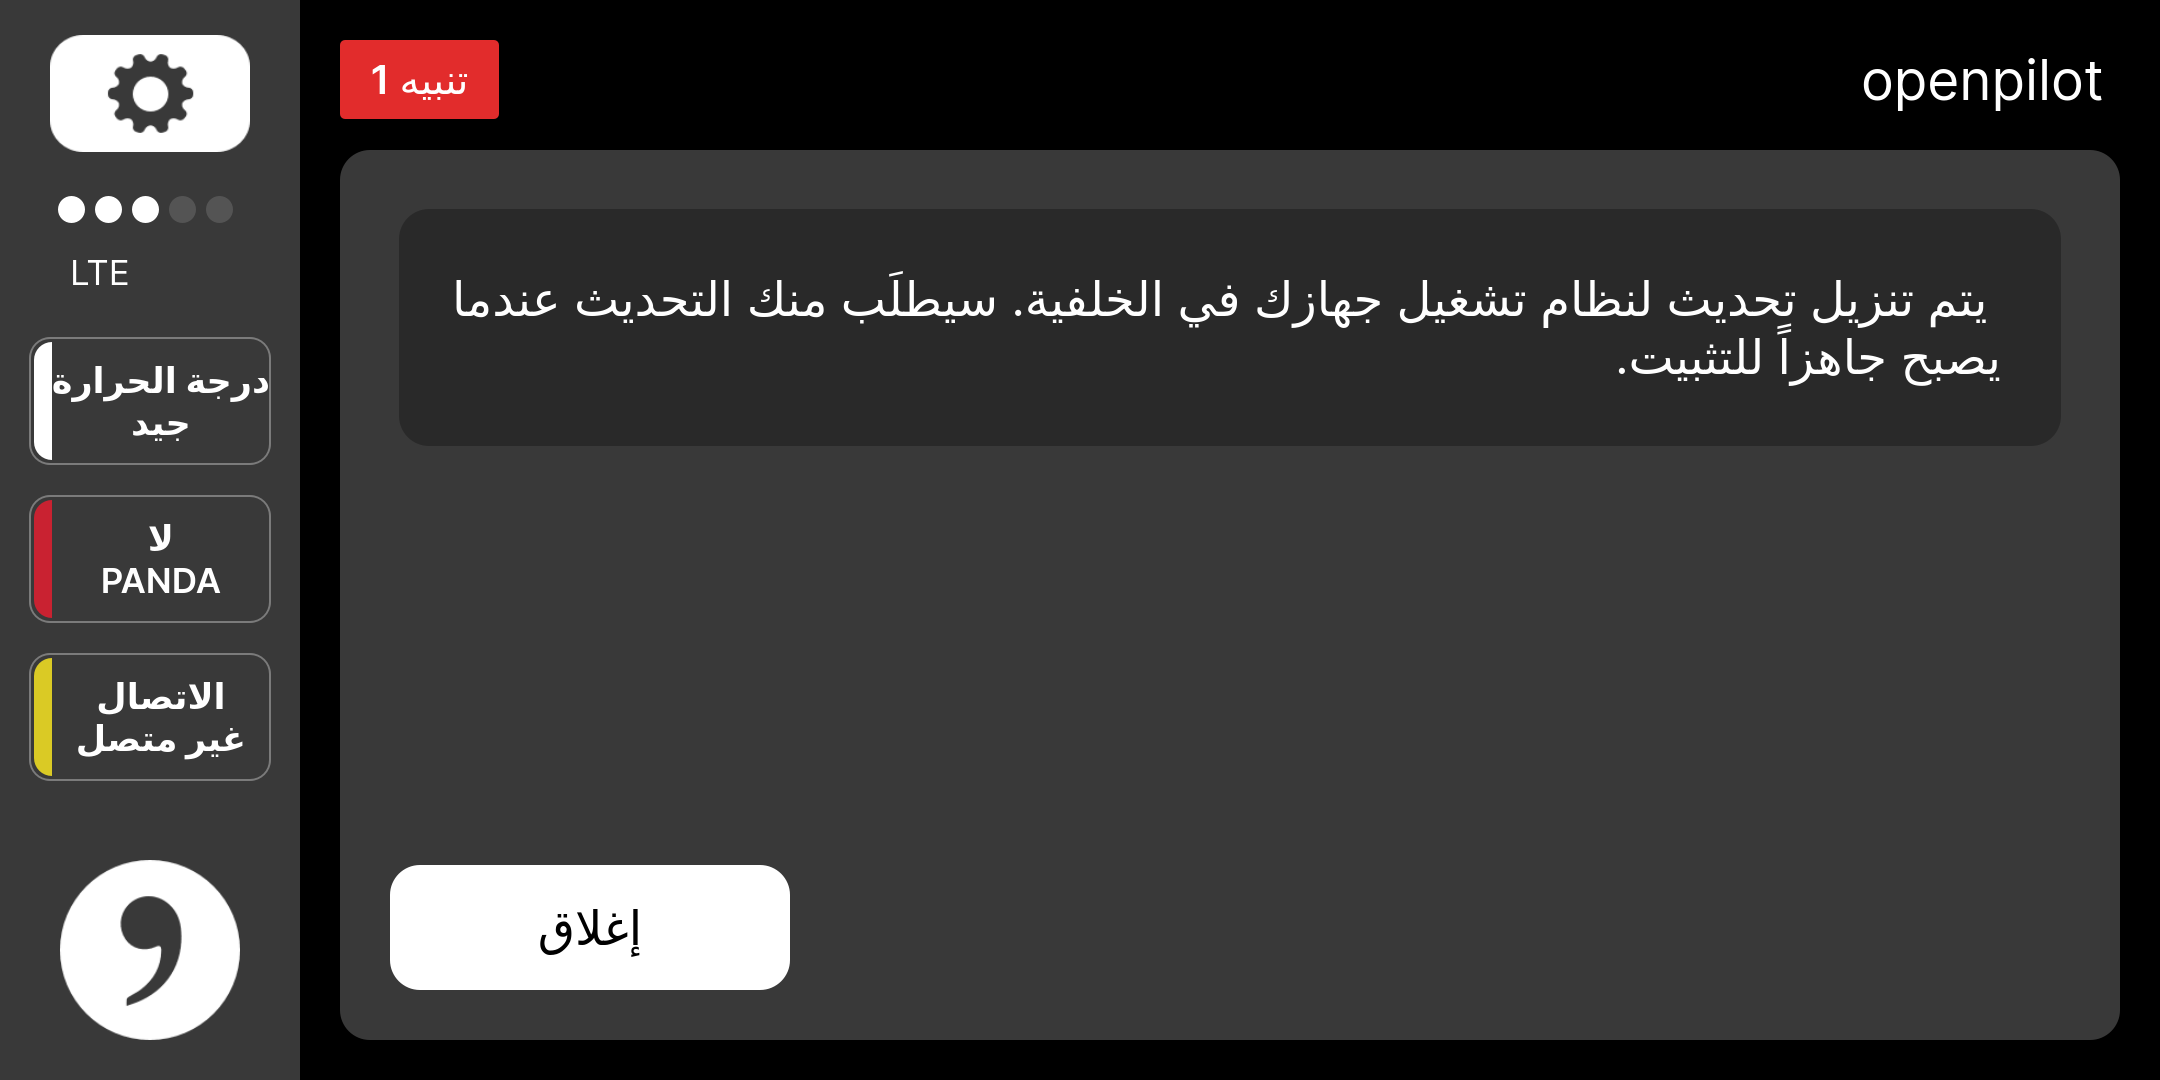 LTE
درجة الحرارة
جيد
لا
PANDA
الاتصال
غير متصل
1 تنبيه
openpilot
يتم تنزيل تحديث لنظام تشغيل جهازك في الخلفية. سيطلَب منك التحديث عندما
يصبح جاهزاً للتثبيت.
إغلاق